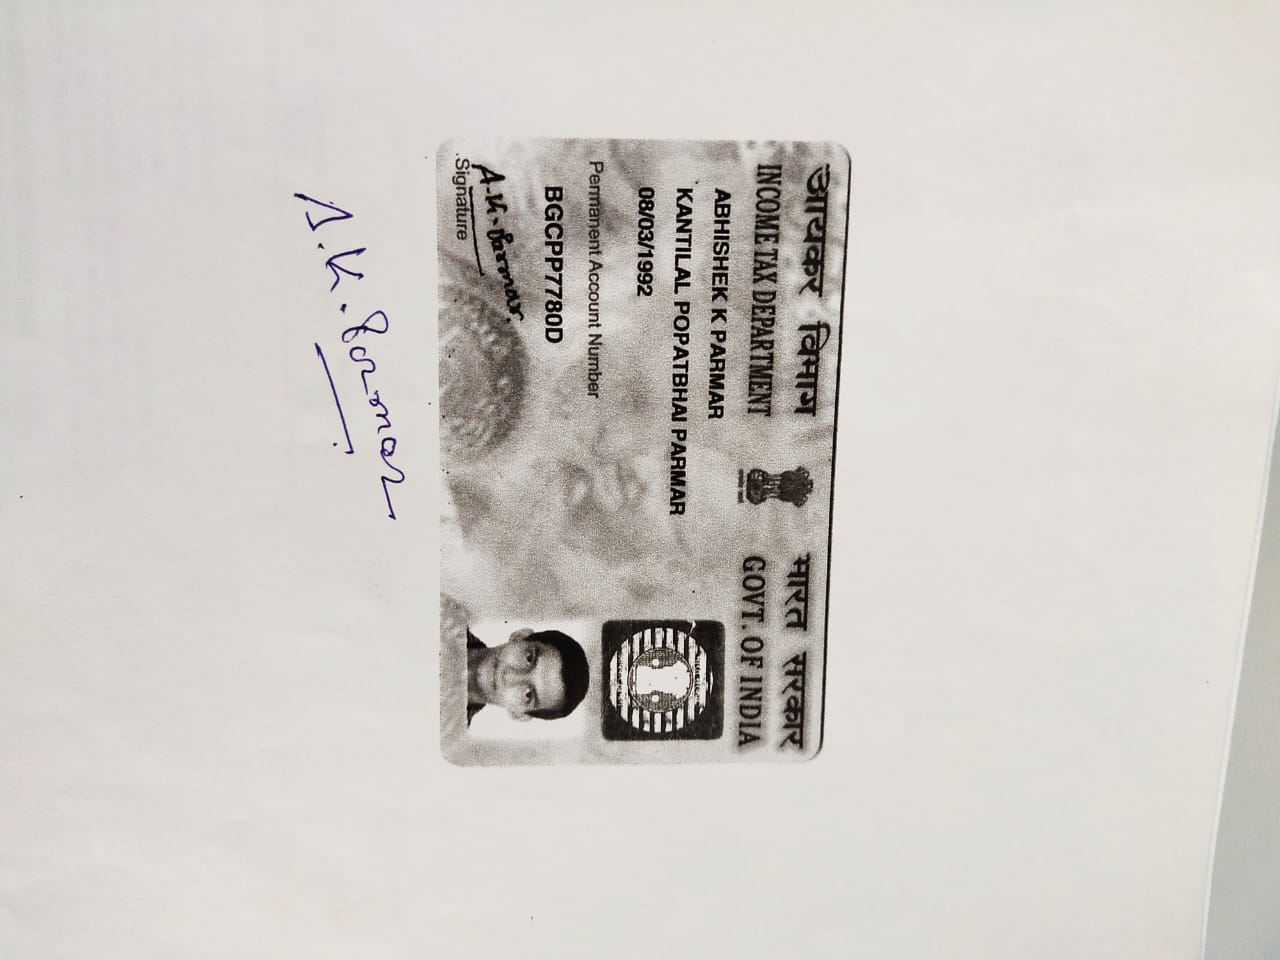 आयकर विभाग भारत सरकार
INCOME TAX DEPARTMENT GOVT. OF INDIA
ABHISHEK K PARMAR
KANTILAL POPATBHAI PARMAR
08/03/1992
Permanent Account Number
BGCPP7780D
A.K.Parmar.
Signature
A.K.Parmar